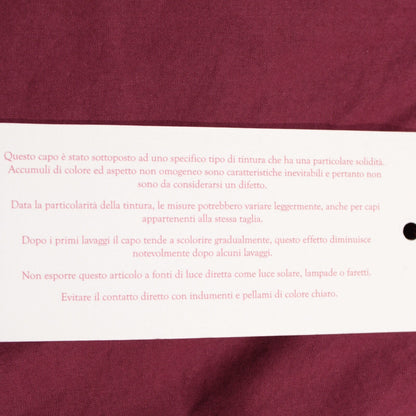 Questo capo è stato sottoposto ad uno specifico tipo di tintura che ha una particolare solidità.
Accumuli di colore ed aspetto non omogeneo sono caratteristiche inevitabili e pertanto non
sono da considerarsi un difetto.
Data la particolarità della tintura, le misure potrebbero variare leggermente, anche per capi
appartenenti alla stessa taglia.
Dopo i primi lavaggi il capo tende a scolorire gradualmente, questo effetto diminuisce
notevolmente dopo alcuni lavaggi.
Non esporre questo articolo a fonti di luce diretta come luce solare, lampade o faretti.
Evitare il contatto diretto con indumenti e pellami di colore chiaro.